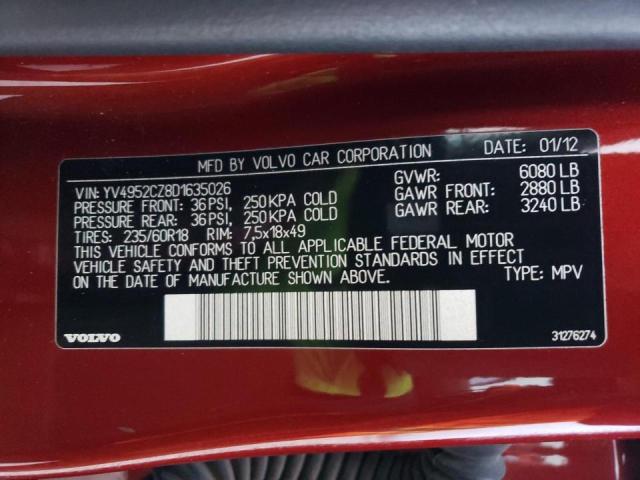 MFD BY VOLVO CAR CORPORATION DATE: 01/12
VIN: YV4952CZ8D1635026 GVWR: 6080 LB
PRESSURE FRONT: 36PSI, 250KPA COLD GAWR FRONT: 2880 LB
PRESSURE REAR: 36PSI, 250KPA COLD GAWR REAR: 3240 LB
TIRES: 235/60R18 RIM: 7,5x18x49
THIS VEHICLE CONFORMS TO ALL APPLICABLE FEDERAL MOTOR
VEHICLE SAFETY AND THEFT PREVENTION STANDARDS IN EFFECT
ON THE DATE OF MANUFACTURE SHOWN ABOVE. TYPE: MPV
VOLVO 31276274